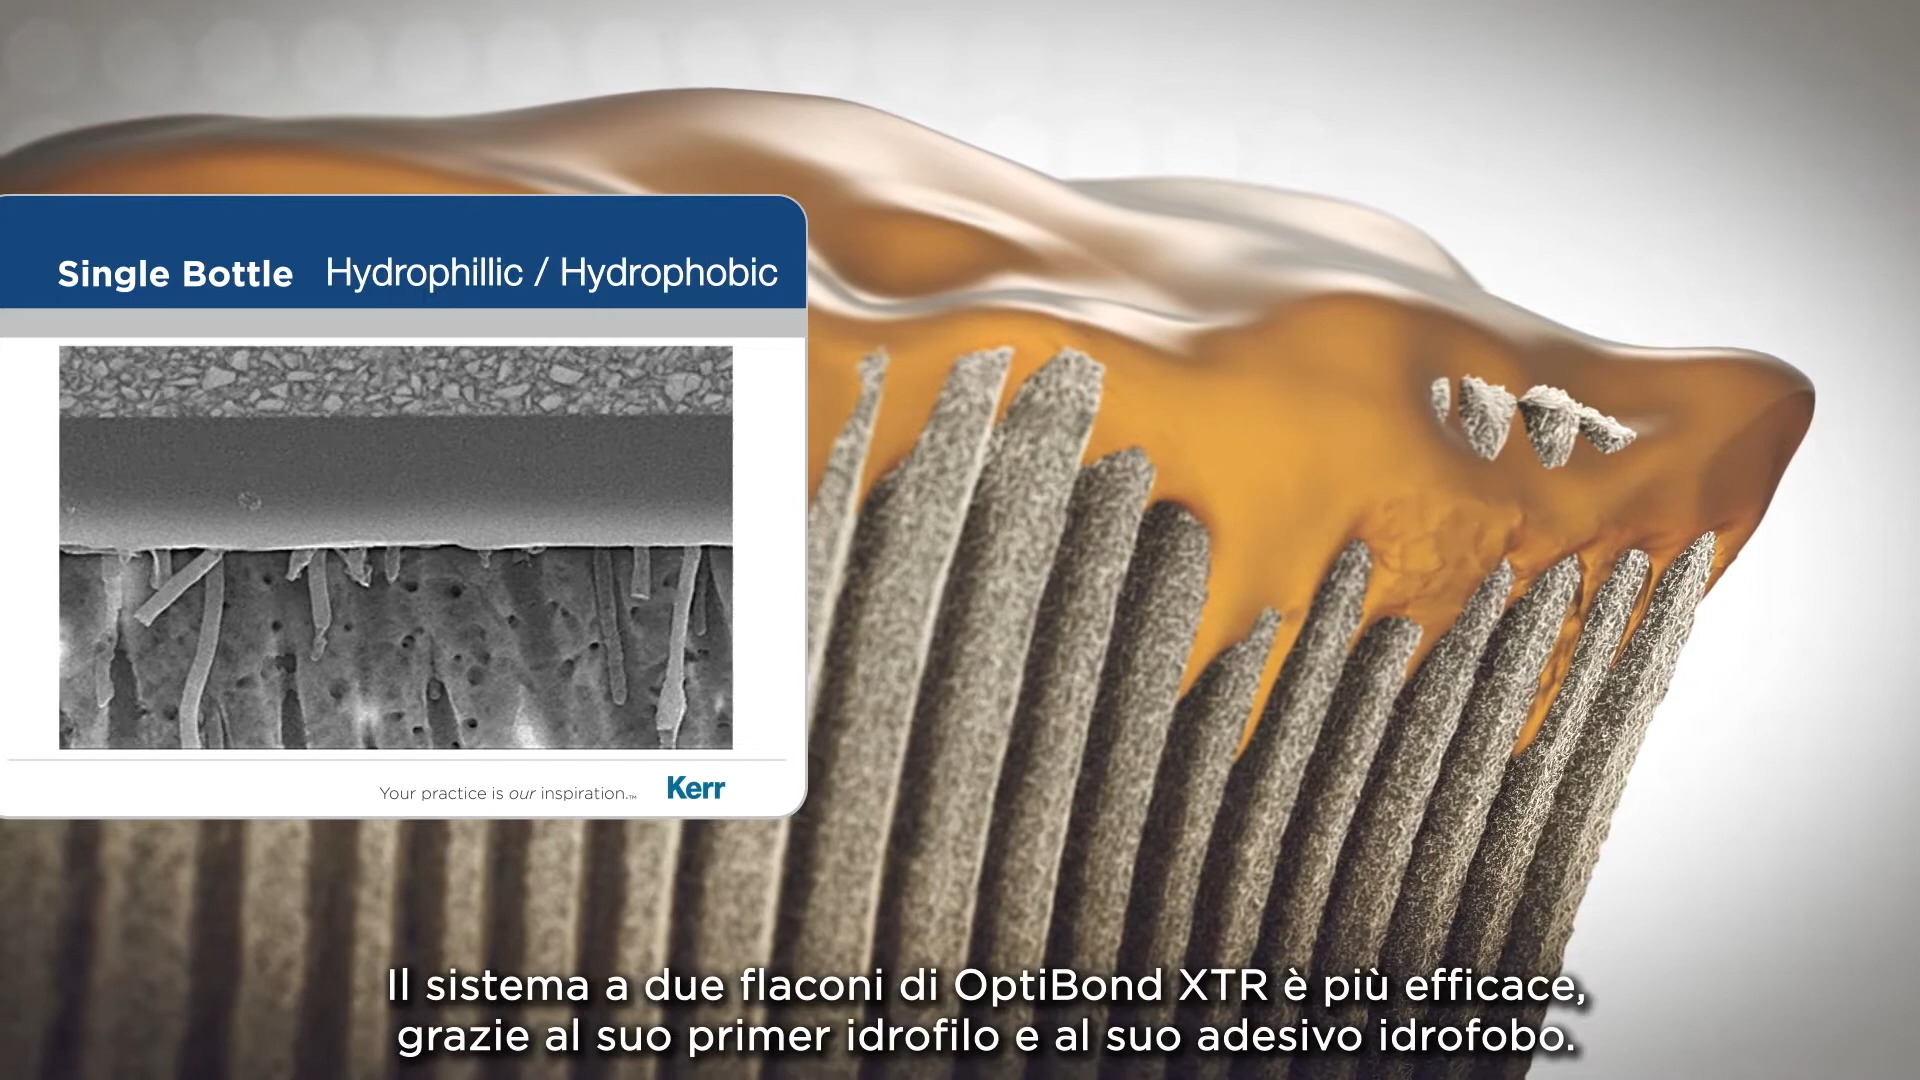 Single Bottle Hydrophillic / Hydrophobic
Your practice is our inspiration.™ Kerr
Il sistema a due flaconi di OptiBond XTR è più efficace,
grazie al suo primer idrofilo e al suo adesivo idrofobo.